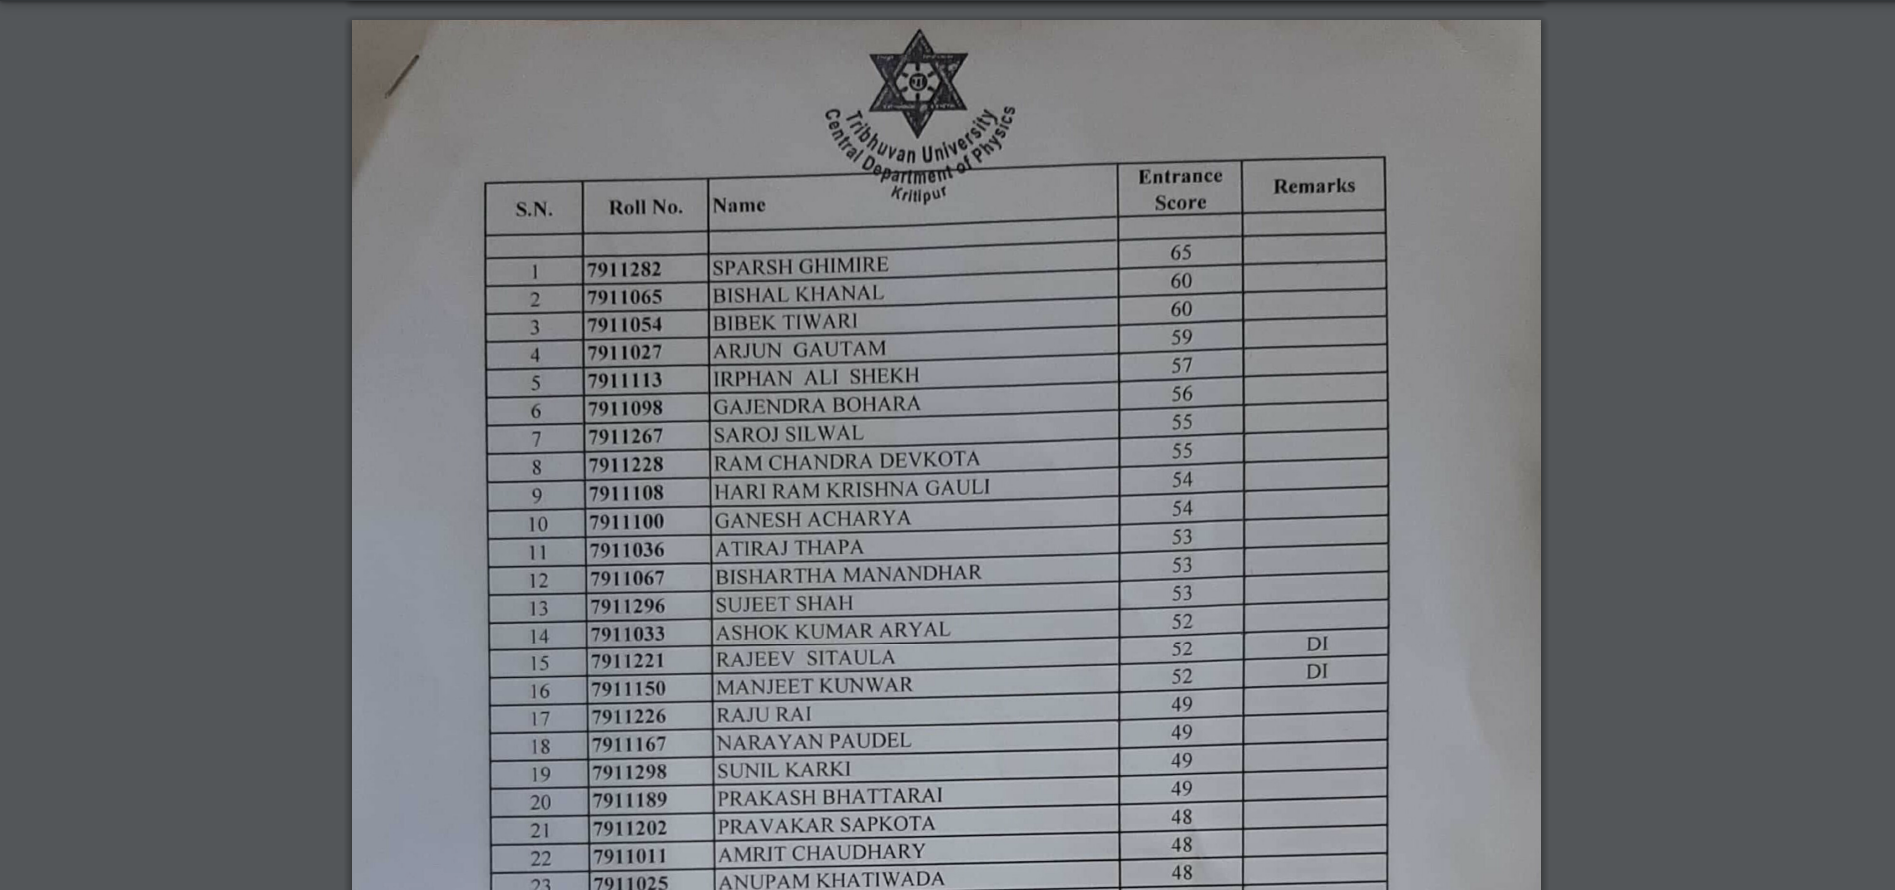 Tribhuvan University
Central Department of Physics
Kritipur
S.N. Roll No. Name Entrance Score Remarks
1 7911282 SPARSH GHIMIRE 65
2 7911065 BISHAL KHANAL 60
3 7911054 BIBEK TIWARI 60
4 7911027 ARJUN GAUTAM 59
5 7911113 IRPHAN ALI SHEKH 57
6 7911098 GAJENDRA BOHARA 56
7 7911267 SAROJ SILWAL 55
8 7911228 RAM CHANDRA DEVKOTA 55
9 7911108 HARI RAM KRISHNA GAULI 54
10 7911100 GANESH ACHARYA 54
11 7911036 ATIRAJ THAPA 53
12 7911067 BISHARTHA MANANDHAR 53
13 7911296 SUJEET SHAH 53
14 7911033 ASHOK KUMAR ARYAL 52
15 7911221 RAJEEV SITAULA 52 DI
16 7911150 MANJEET KUNWAR 52 DI
17 7911226 RAJU RAI 49
18 7911167 NARAYAN PAUDEL 49
19 7911298 SUNIL KARKI 49
20 7911189 PRAKASH BHATTARAI 49
21 7911202 PRAVAKAR SAPKOTA 48
22 7911011 AMRIT CHAUDHARY 48
23 7911025 ANUPAM KHATIWADA 48